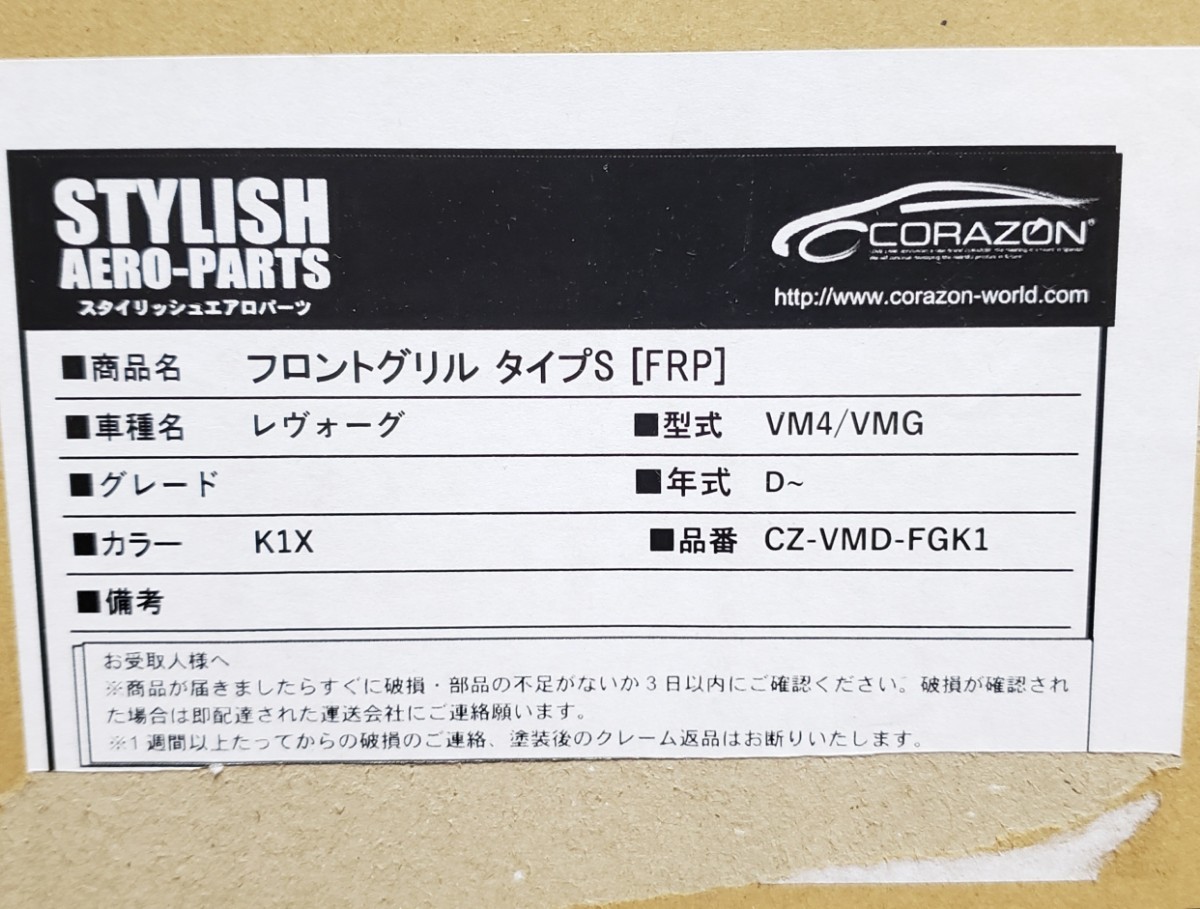 STYLISH
AERO-PARTS
スタイリッシュエアロパーツ
CORAZON®
http://www.corazon-world.com
■商品名 フロントグリル タイプS [FRP]
■車種名 レヴォーグ ■型式 VM4/VMG
■グレード ■年式 D~
■カラー K1X ■品番 CZ-VMD-FGK1
■備考
お受取人様へ
※商品が届きましたらすぐに破損・部品の不足がないか3日以内にご確認ください。破損が確認され
た場合は即配達された運送会社にご連絡願います。
※1週間以上たってからの破損のご連絡、塗装後のクレーム返品はお断りいたします。